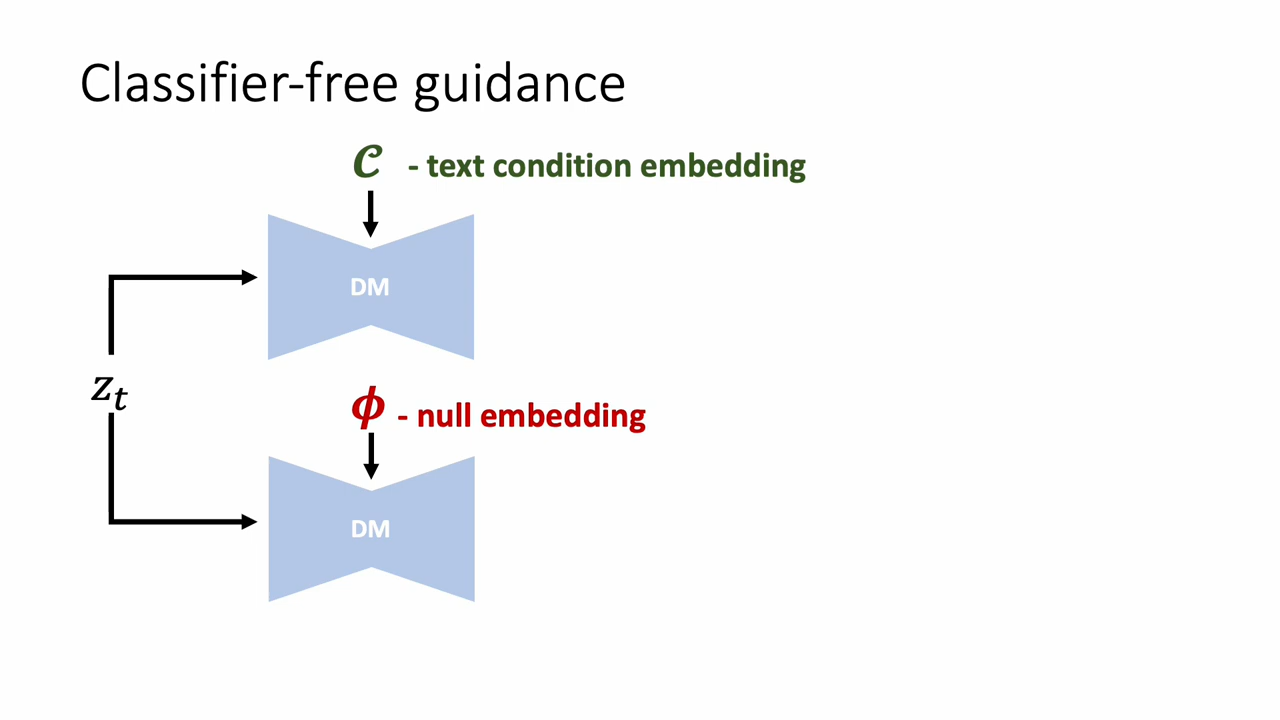 Classifier-free guidance
𝒞 - text condition embedding
DM
z_t
ϕ - null embedding
DM